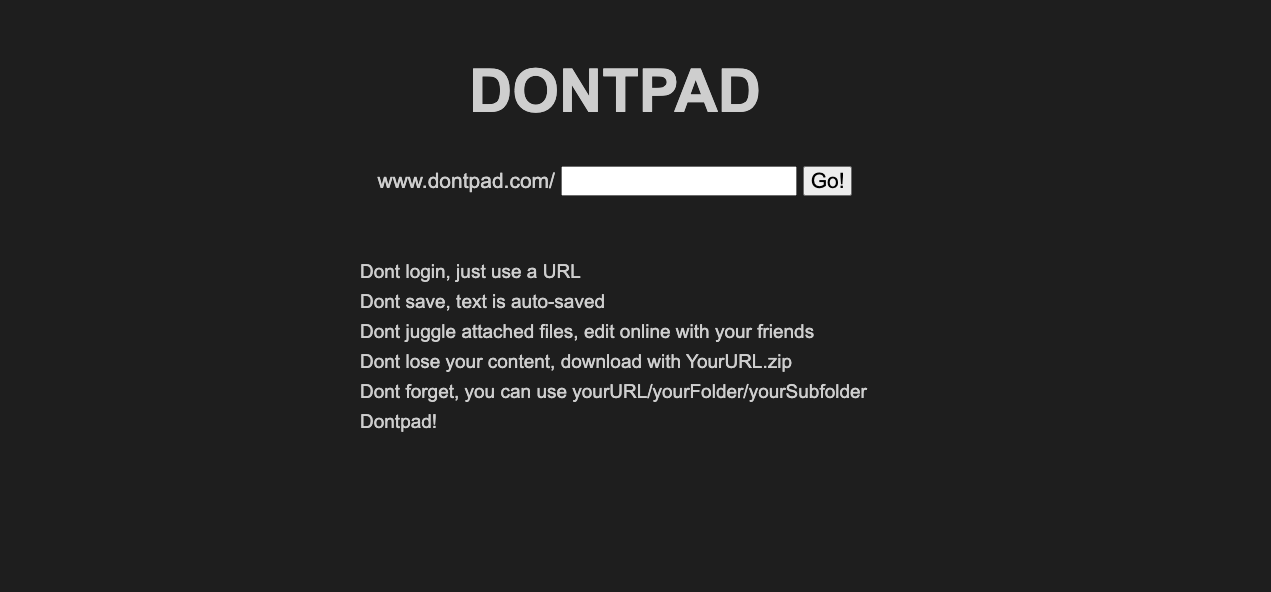 DONTPAD
www.dontpad.com/ Go!
Dont login, just use a URL
Dont save, text is auto-saved
Dont juggle attached files, edit online with your friends
Dont lose your content, download with YourURL.zip
Dont forget, you can use yourURL/yourFolder/yourSubfolder
Dontpad!